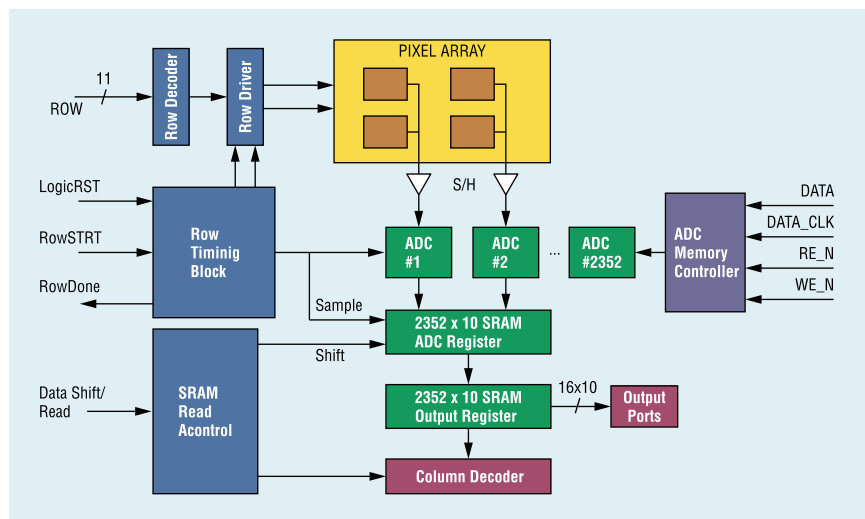 PIXEL ARRAY
11
ROW
Row Decoder
Row Driver
S/H
LogicRST
RowSTRT
RowDone
Row
Timinig
Block
ADC
#1
ADC
#2
...
ADC
#2352
ADC
Memory
Controller
DATA
DATA_CLK
RE_N
WE_N
Sample
2352 x 10 SRAM
ADC Register
Shift
Data Shift/
Read
SRAM
Read
Acontrol
2352 x 10 SRAM
Output Register
16x10
Output
Ports
Column Decoder